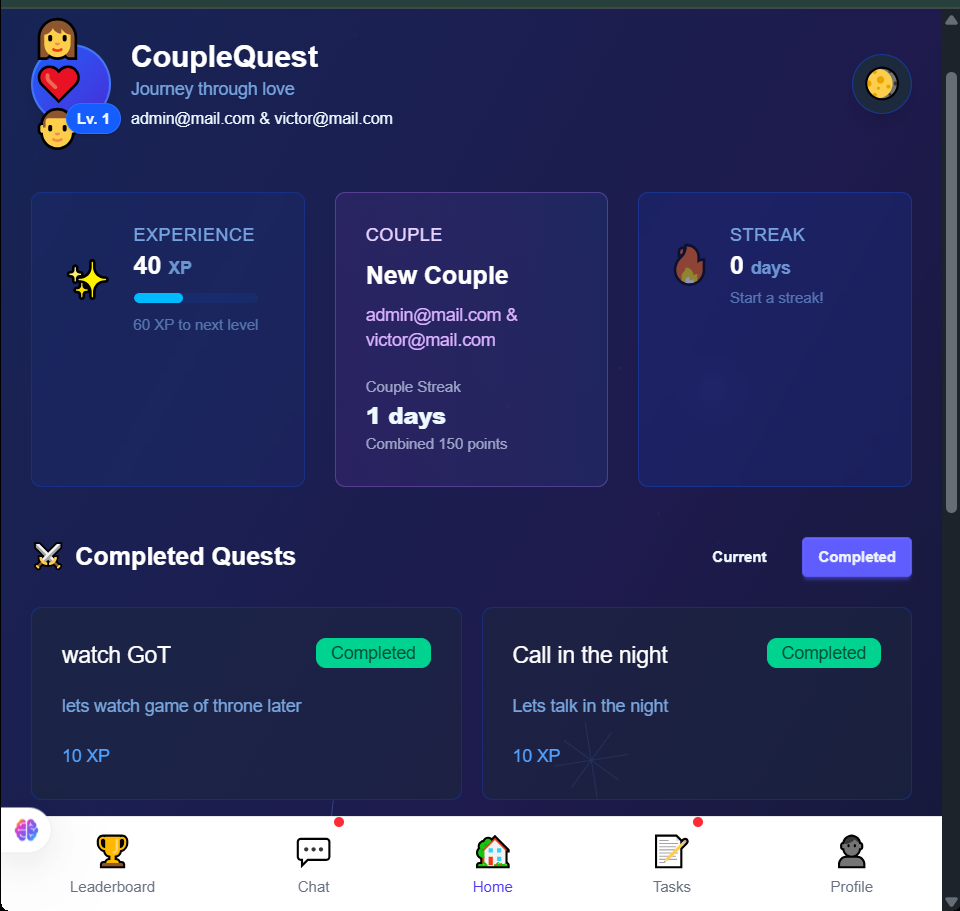 CoupleQuest
Journey through love
Lv. 1
admin@mail.com & victor@mail.com
EXPERIENCE
40 XP
60 XP to next level
COUPLE
New Couple
admin@mail.com &
victor@mail.com
Couple Streak
1 days
Combined 150 points
STREAK
0 days
Start a streak!
Completed Quests
Current
Completed
watch GoT
Completed
lets watch game of throne later
10 XP
Call in the night
Completed
Lets talk in the night
10 XP
Leaderboard
Chat
Home
Tasks
Profile